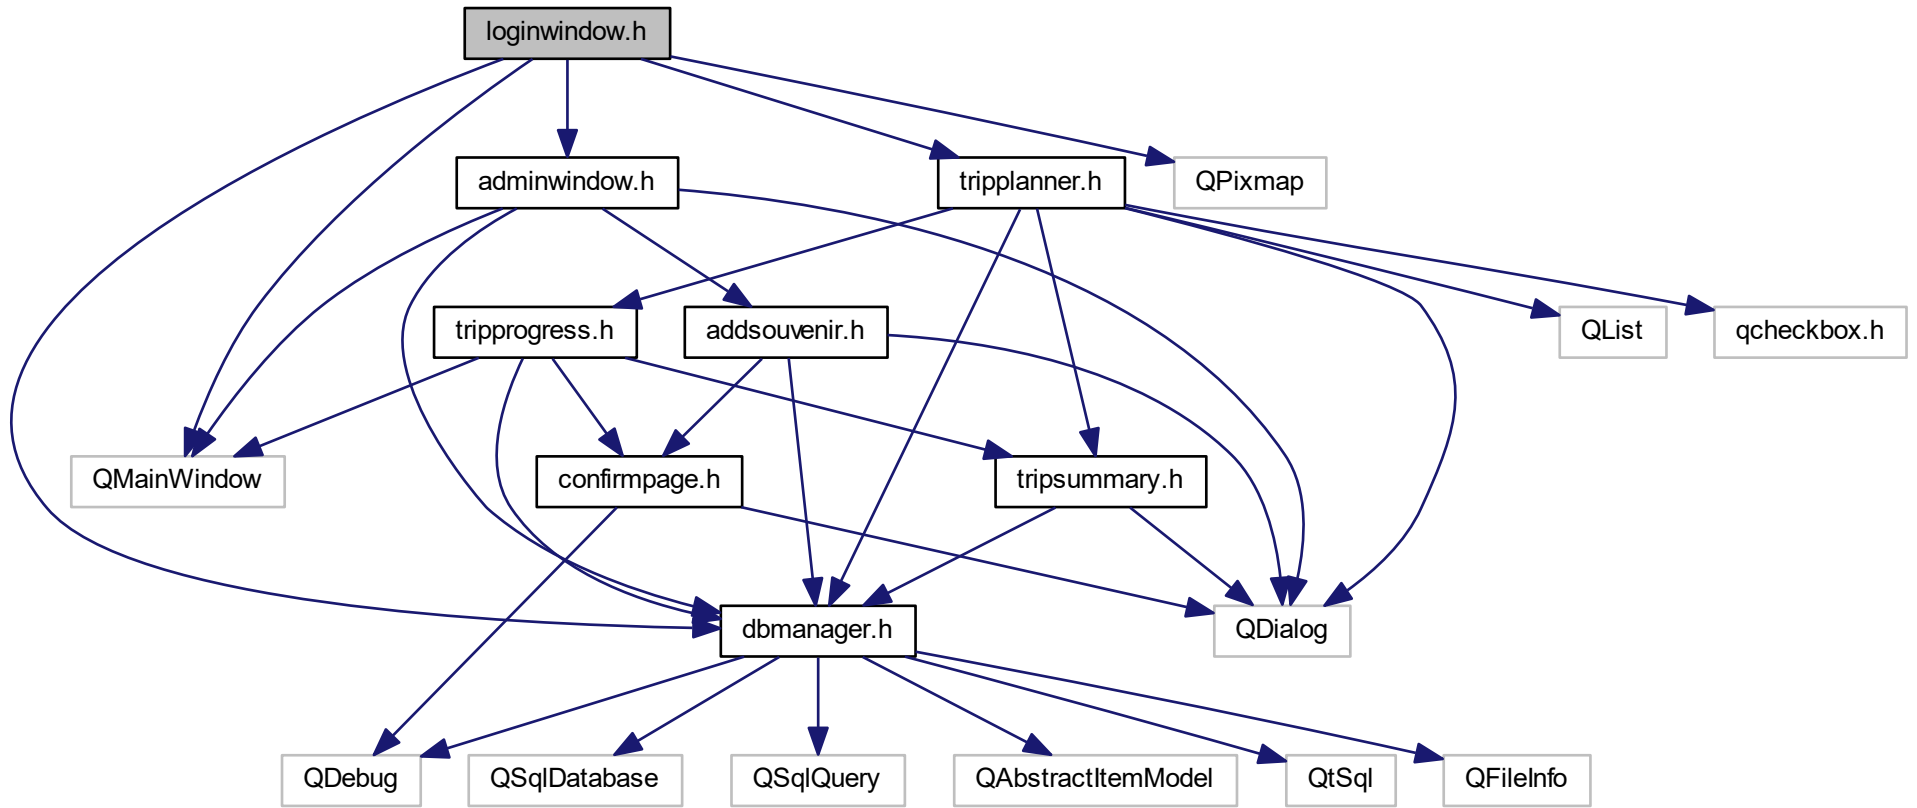 loginwindow.h
adminwindow.h
tripplanner.h
QPixmap
tripprogress.h
addsouvenir.h
QList
qcheckbox.h
QMainWindow
confirmpage.h
tripsummary.h
dbmanager.h
QDialog
QDebug
QSqlDatabase
QSqlQuery
QAbstractItemModel
QtSql
QFileInfo